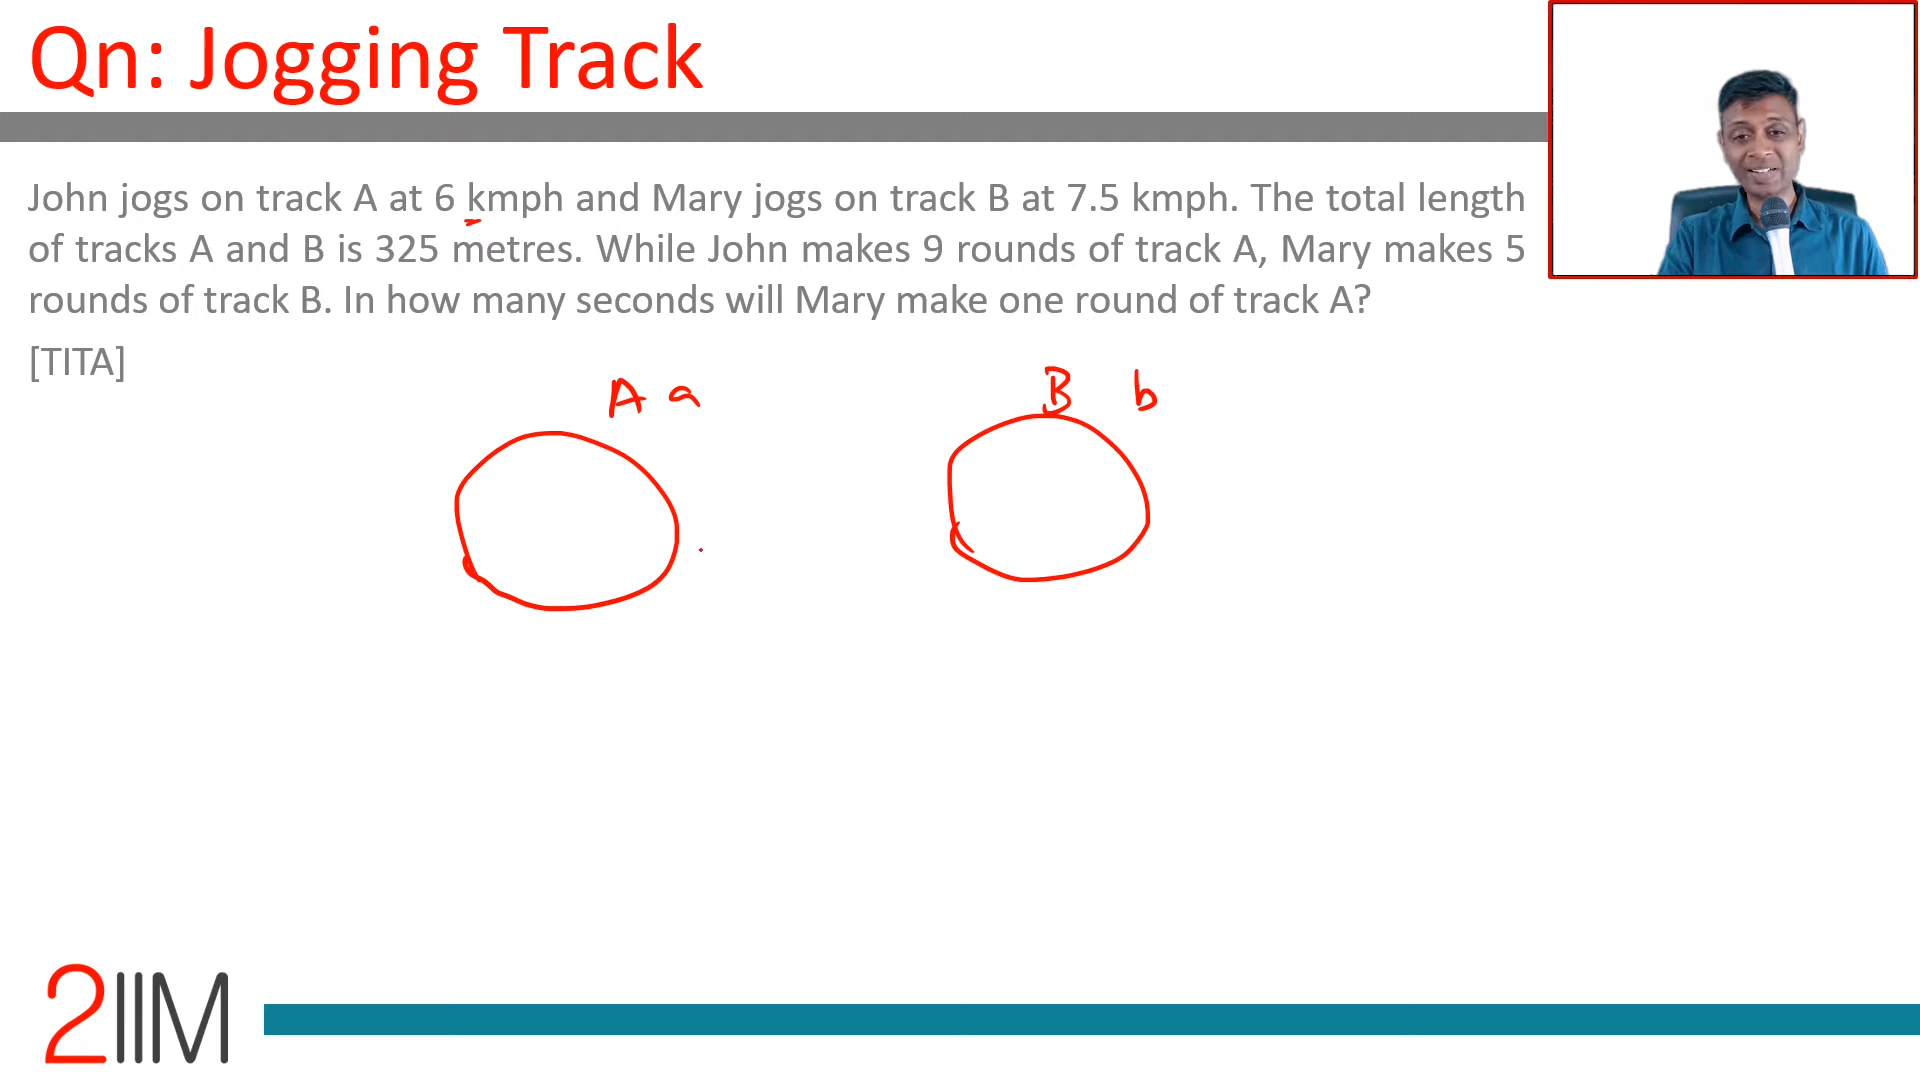 Qn: Jogging Track
John jogs on track A at 6 kmph and Mary jogs on track B at 7.5 kmph. The total length
of tracks A and B is 325 metres. While John makes 9 rounds of track A, Mary makes 5
rounds of track B. In how many seconds will Mary make one round of track A?
[TITA]
A a
B b
2IIM